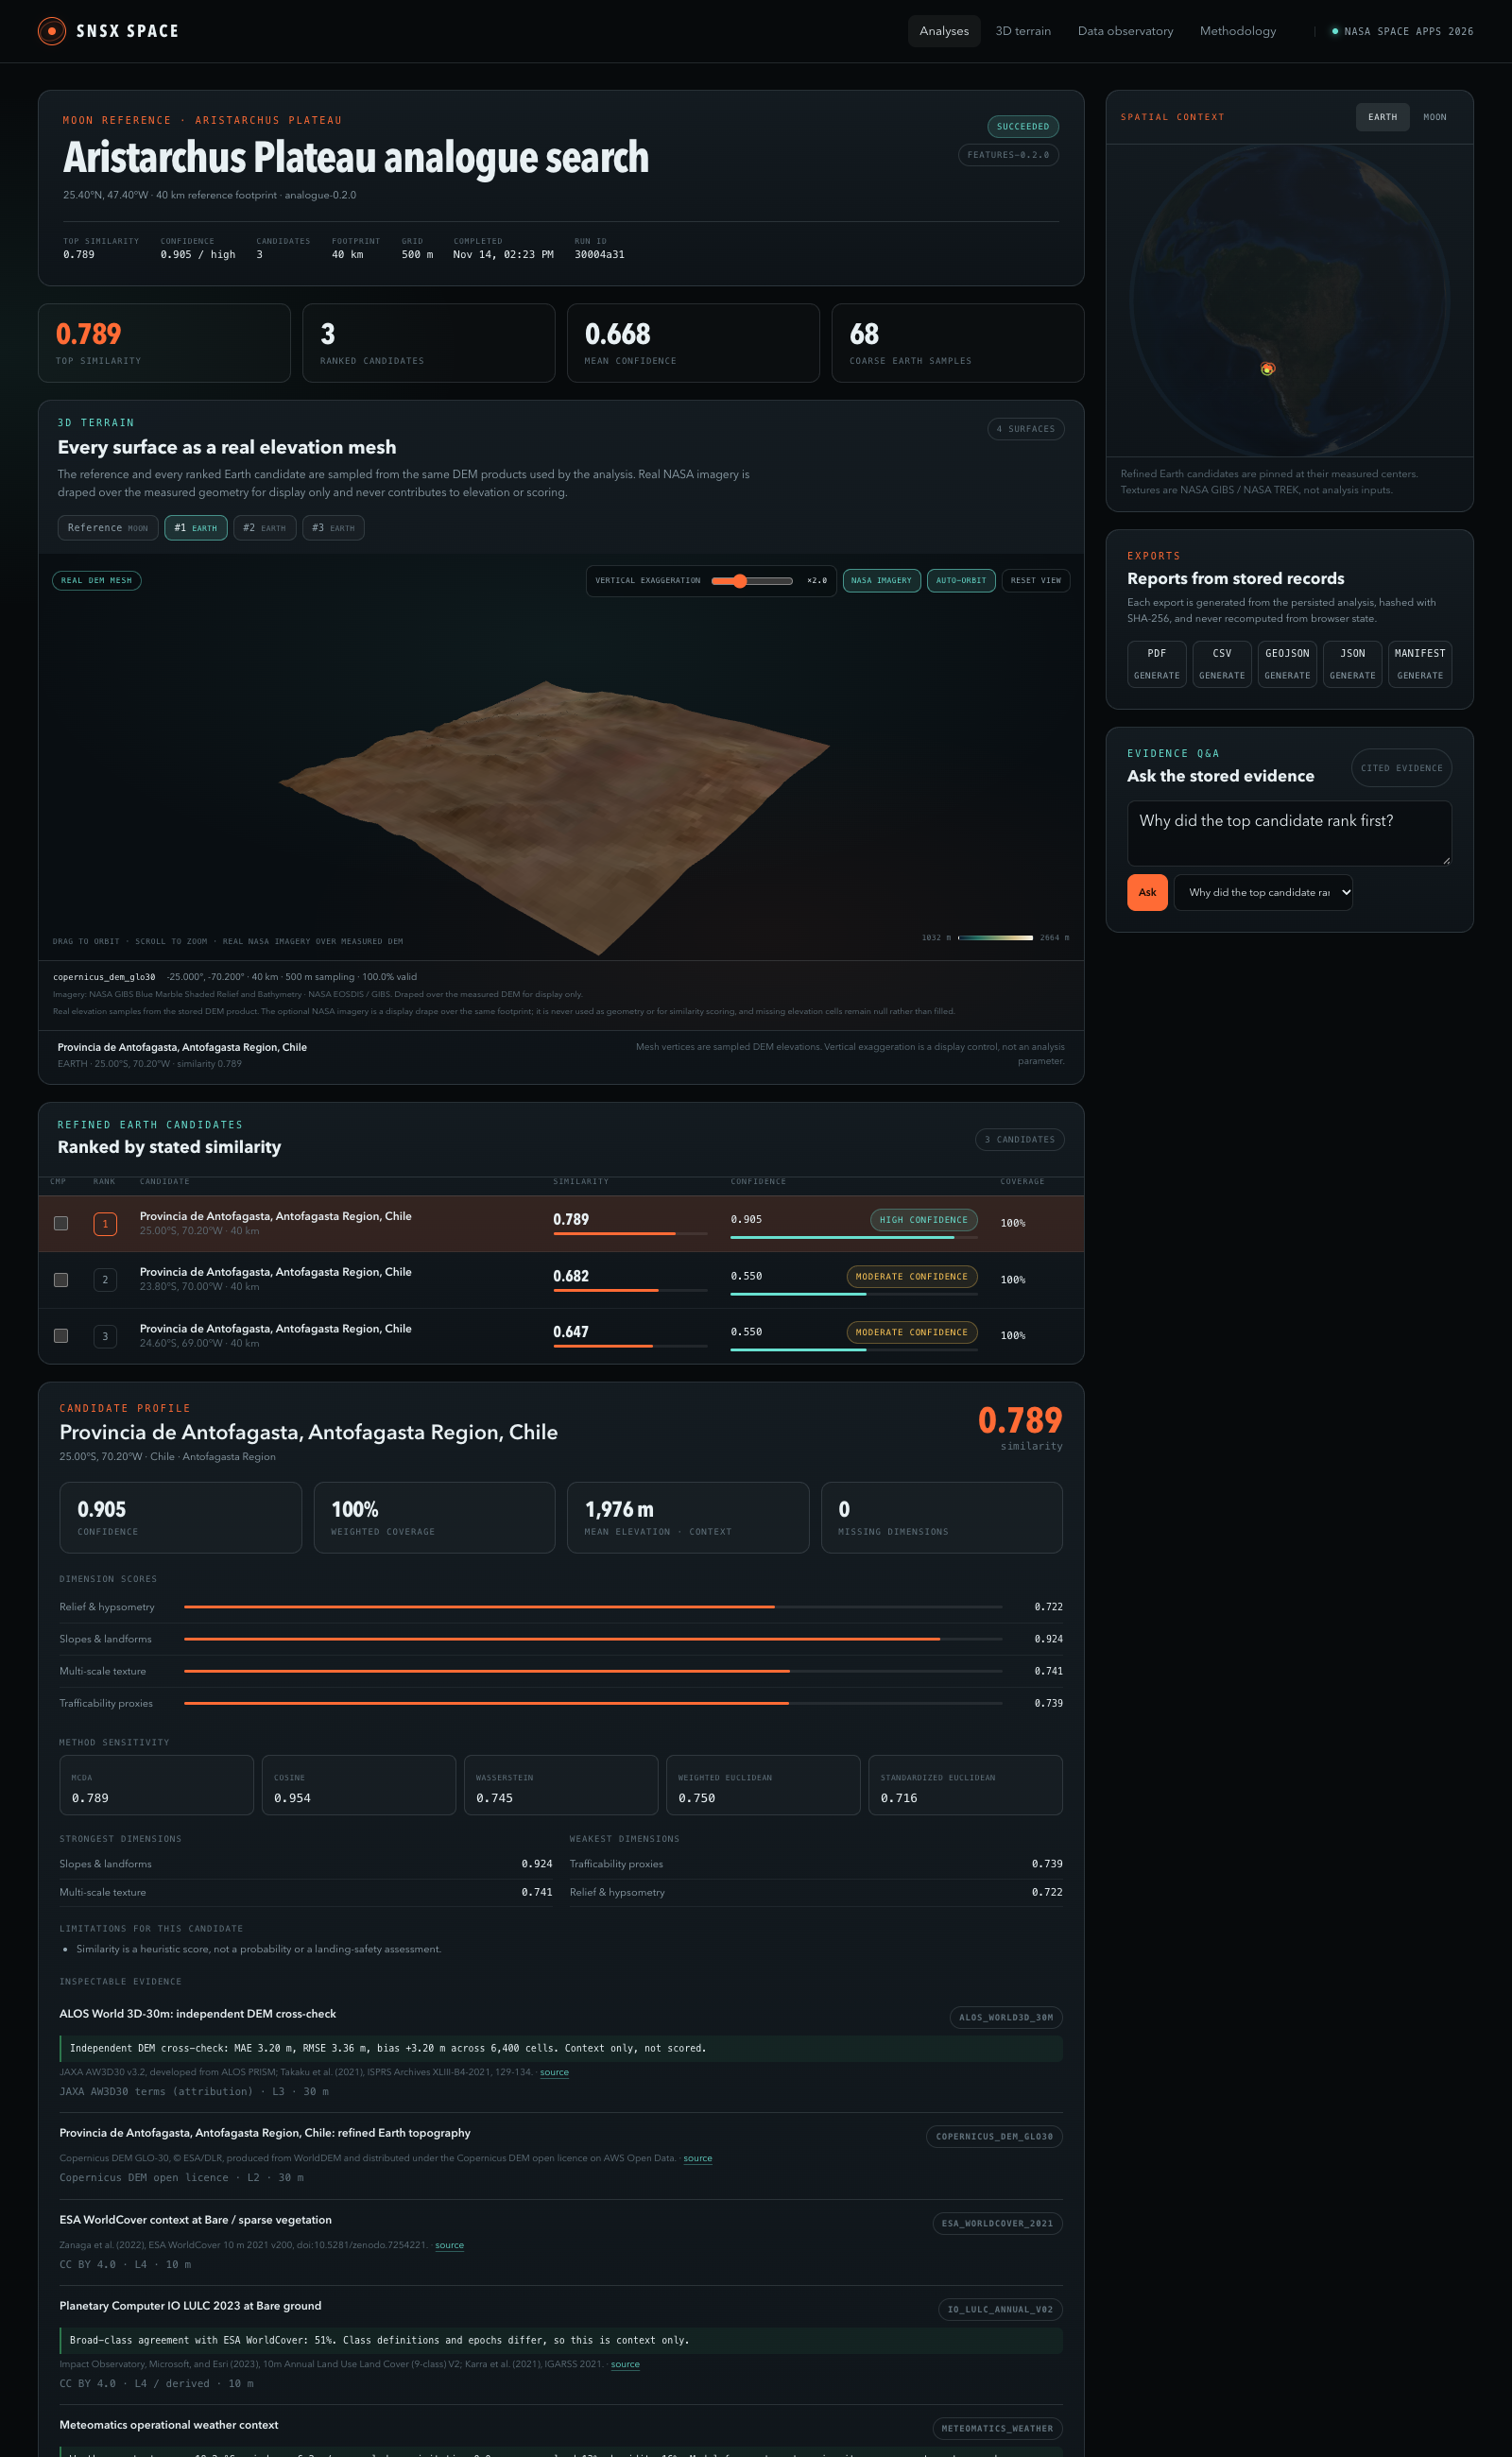 SNSX SPACE
Analyses
3D terrain
Data observatory
Methodology
NASA SPACE APPS 2026
MOON REFERENCE · ARISTARCHUS PLATEAU
Aristarchus Plateau analogue search
25.40°N, 47.40°W · 40 km reference footprint · analogue-0.2.0
SUCCEEDED
FEATURES-0.2.0
TOP SIMILARITY
0.789
CONFIDENCE
0.905 / high
CANDIDATES
3
FOOTPRINT
40 km
GRID
500 m
COMPLETED
Nov 14, 02:23 PM
RUN ID
30004a31
0.789
TOP SIMILARITY
3
RANKED CANDIDATES
0.668
MEAN CONFIDENCE
68
COARSE EARTH SAMPLES
3D TERRAIN
Every surface as a real elevation mesh
4 SURFACES
The reference and every ranked Earth candidate are sampled from the same DEM products used by the analysis. Real NASA imagery is
draped over the measured geometry for display only and never contributes to elevation or scoring.
Reference MOON
#1 EARTH
#2 EARTH
#3 EARTH
REAL DEM MESH
VERTICAL EXAGGERATION
×2.0
NASA IMAGERY
AUTO-ORBIT
RESET VIEW
DRAG TO ORBIT · SCROLL TO ZOOM · REAL NASA IMAGERY OVER MEASURED DEM
1032 m
2664 m
copernicus_dem_glo30 -25.000°, -70.200° · 40 km · 500 m sampling · 100.0% valid
Imagery: NASA GIBS Blue Marble Shaded Relief and Bathymetry · NASA EOSDIS / GIBS. Draped over the measured DEM for display only.
Real elevation samples from the stored DEM product. The optional NASA imagery is a display drape over the same footprint; it is never used as geometry or for similarity scoring, and missing elevation cells remain null rather than filled.
Provincia de Antofagasta, Antofagasta Region, Chile
EARTH · 25.00°S, 70.20°W · similarity 0.789
Mesh vertices are sampled DEM elevations. Vertical exaggeration is a display control, not an analysis
parameter.
REFINED EARTH CANDIDATES
Ranked by stated similarity
3 CANDIDATES
CMP RANK CANDIDATE SIMILARITY CONFIDENCE COVERAGE
1
Provincia de Antofagasta, Antofagasta Region, Chile
25.00°S, 70.20°W · 40 km
0.789
0.905
HIGH CONFIDENCE
100%
2
Provincia de Antofagasta, Antofagasta Region, Chile
23.80°S, 70.00°W · 40 km
0.682
0.550
MODERATE CONFIDENCE
100%
3
Provincia de Antofagasta, Antofagasta Region, Chile
24.60°S, 69.00°W · 40 km
0.647
0.550
MODERATE CONFIDENCE
100%
CANDIDATE PROFILE
Provincia de Antofagasta, Antofagasta Region, Chile
25.00°S, 70.20°W · Chile · Antofagasta Region
0.789
similarity
0.905
CONFIDENCE
100%
WEIGHTED COVERAGE
1,976 m
MEAN ELEVATION · CONTEXT
0
MISSING DIMENSIONS
DIMENSION SCORES
Relief & hypsometry 0.722
Slopes & landforms 0.924
Multi-scale texture 0.741
Trafficability proxies 0.739
METHOD SENSITIVITY
MCDA
0.789
COSINE
0.954
WASSERSTEIN
0.745
WEIGHTED EUCLIDEAN
0.750
STANDARDIZED EUCLIDEAN
0.716
STRONGEST DIMENSIONS
Slopes & landforms 0.924
Multi-scale texture 0.741
WEAKEST DIMENSIONS
Trafficability proxies 0.739
Relief & hypsometry 0.722
LIMITATIONS FOR THIS CANDIDATE
• Similarity is a heuristic score, not a probability or a landing-safety assessment.
INSPECTABLE EVIDENCE
ALOS World 3D-30m: independent DEM cross-check
ALOS_WORLD3D_30M
Independent DEM cross-check: MAE 3.20 m, RMSE 3.36 m, bias +3.20 m across 6,400 cells. Context only, not scored.
JAXA AW3D30 v3.2, developed from ALOS PRISM; Takaku et al. (2021), ISPRS Archives XLIII-B4-2021, 129-134. · source
JAXA AW3D30 terms (attribution) · L3 · 30 m
Provincia de Antofagasta, Antofagasta Region, Chile: refined Earth topography
COPERNICUS_DEM_GLO30
Copernicus DEM GLO-30, © ESA/DLR, produced from WorldDEM and distributed under the Copernicus DEM open licence on AWS Open Data. · source
Copernicus DEM open licence · L2 · 30 m
ESA WorldCover context at Bare / sparse vegetation
ESA_WORLDCOVER_2021
Zanaga et al. (2022), ESA WorldCover 10 m 2021 v200, doi:10.5281/zenodo.7254221. · source
CC BY 4.0 · L4 · 10 m
Planetary Computer IO LULC 2023 at Bare ground
IO_LULC_ANNUAL_V02
Broad-class agreement with ESA WorldCover: 51%. Class definitions and epochs differ, so this is context only.
Impact Observatory, Microsoft, and Esri (2023), 10m Annual Land Use Land Cover (9-class) V2; Karra et al. (2021), IGARSS 2021. · source
CC BY 4.0 · L4 / derived · 10 m
Meteomatics operational weather context
METEOMATICS_WEATHER
SPATIAL CONTEXT
EARTH
MOON
Refined Earth candidates are pinned at their measured centers.
Textures are NASA GIBS / NASA TREK, not analysis inputs.
EXPORTS
Reports from stored records
Each export is generated from the persisted analysis, hashed with
SHA-256, and never recomputed from browser state.
PDF
GENERATE
CSV
GENERATE
GEOJSON
GENERATE
JSON
GENERATE
MANIFEST
GENERATE
EVIDENCE Q&A
Ask the stored evidence
CITED EVIDENCE
Why did the top candidate rank first?
Ask
Why did the top candidate ran